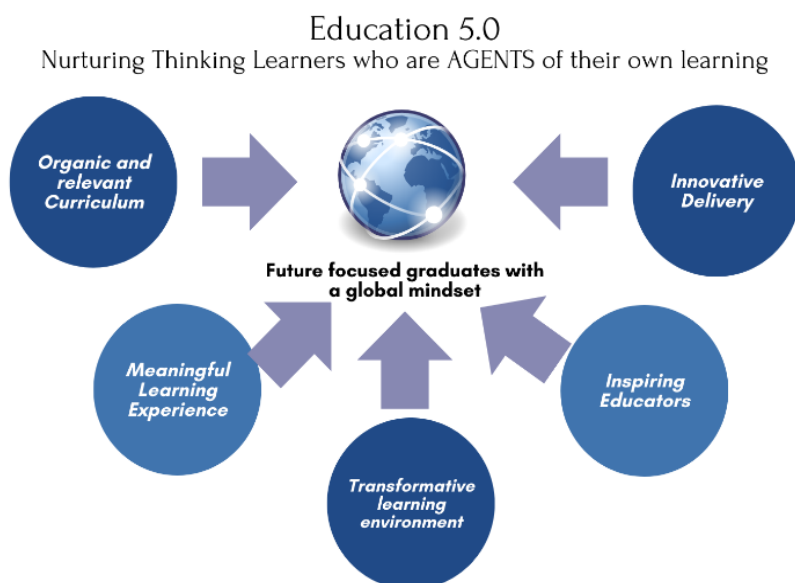 Education 5.0
Nurturing Thinking Learners who are AGENTS of their own learning
Organic and
relevant
Curriculum
Innovative
Delivery
Future focused graduates with
a global mindset
Meaningful
Learning
Experience
Inspiring
Educators
Transformative
learning
environment